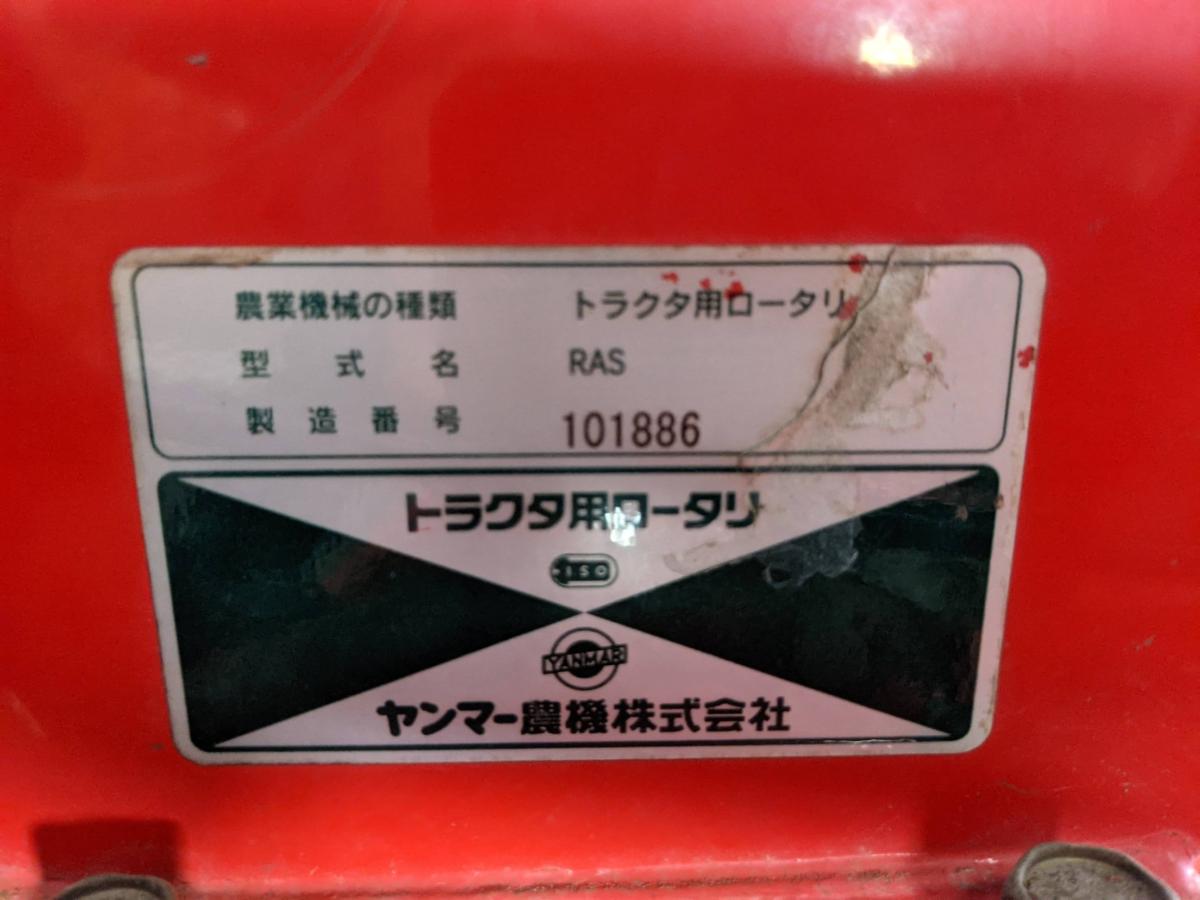 農業機械の種類 トラクタ用ロータリ
型式名 RAS
製造番号 101886
トラクタ用ロータリ
ISO
YANMAR
ヤンマー農機株式会社